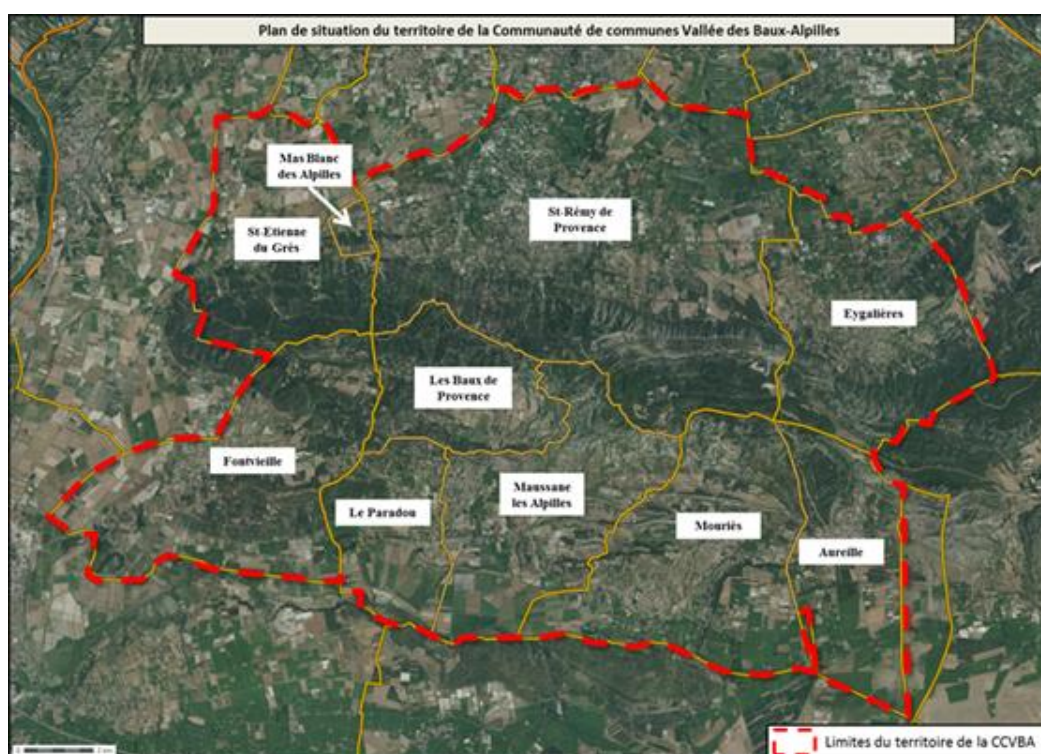 Plan de situation du territoire de la Communauté de communes Vallée des Baux-Alpilles
Mas Blanc
des Alpilles
St-Rémy de
Provence
St-Etienne
du Grès
Eygalières
Les Baux de
Provence
Fontvieille
Maussane
les Alpilles
Le Paradou
Mouriès
Aureille
Limites du territoire de la CCVBA